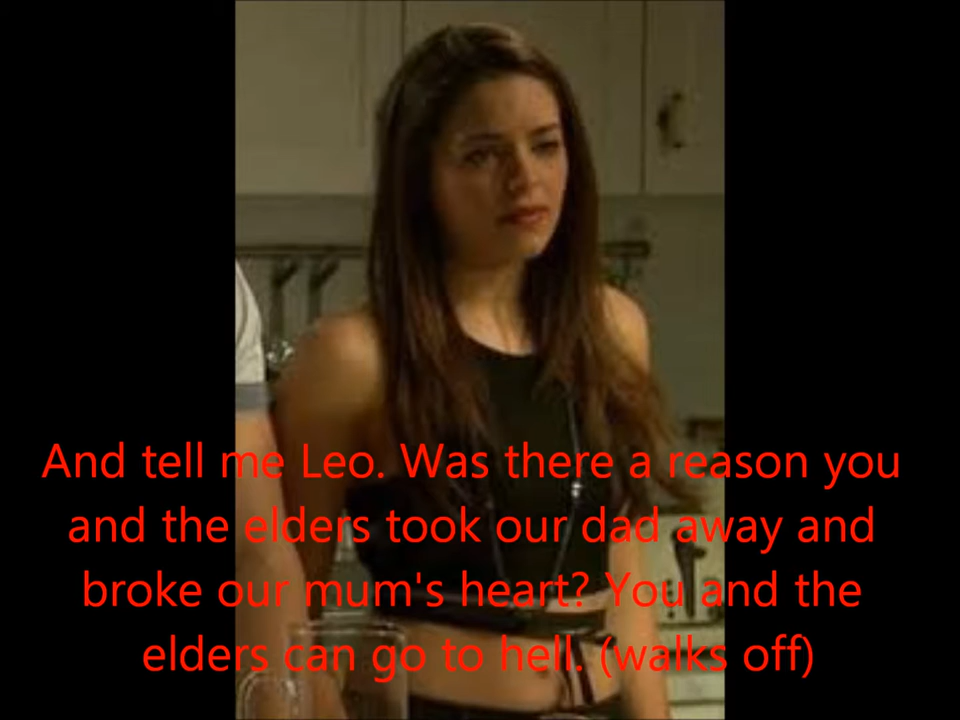 And tell me Leo. Was there a reason you
and the elders took our dad away and
broke our mum's heart? You and the
elders can go to hell. (walks off)